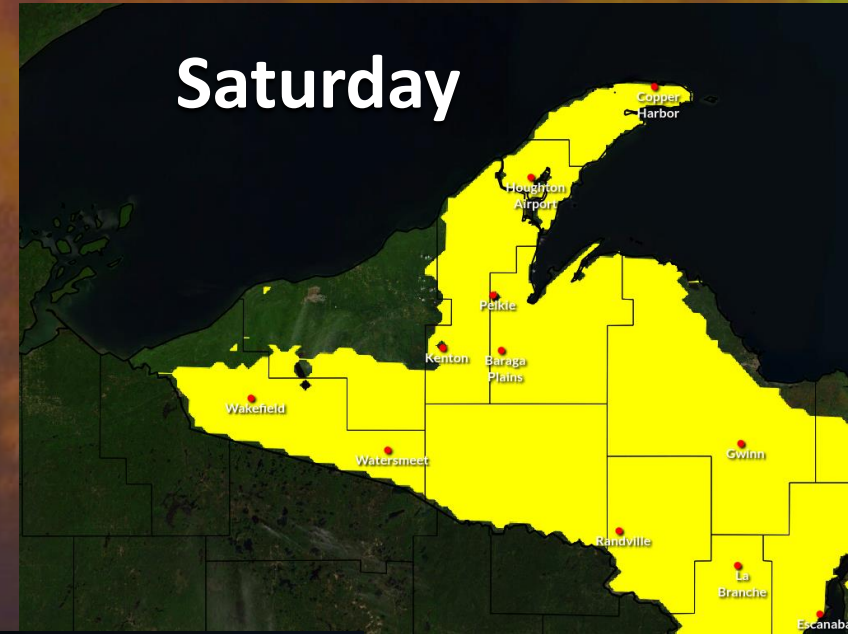 Saturday
Copper
Harbor
Houghton
Airport
Pelkie
Kenton
Baraga
Plains
Wakefield
Watersmeet
Gwinn
Randville
La
Branche
Escanaba